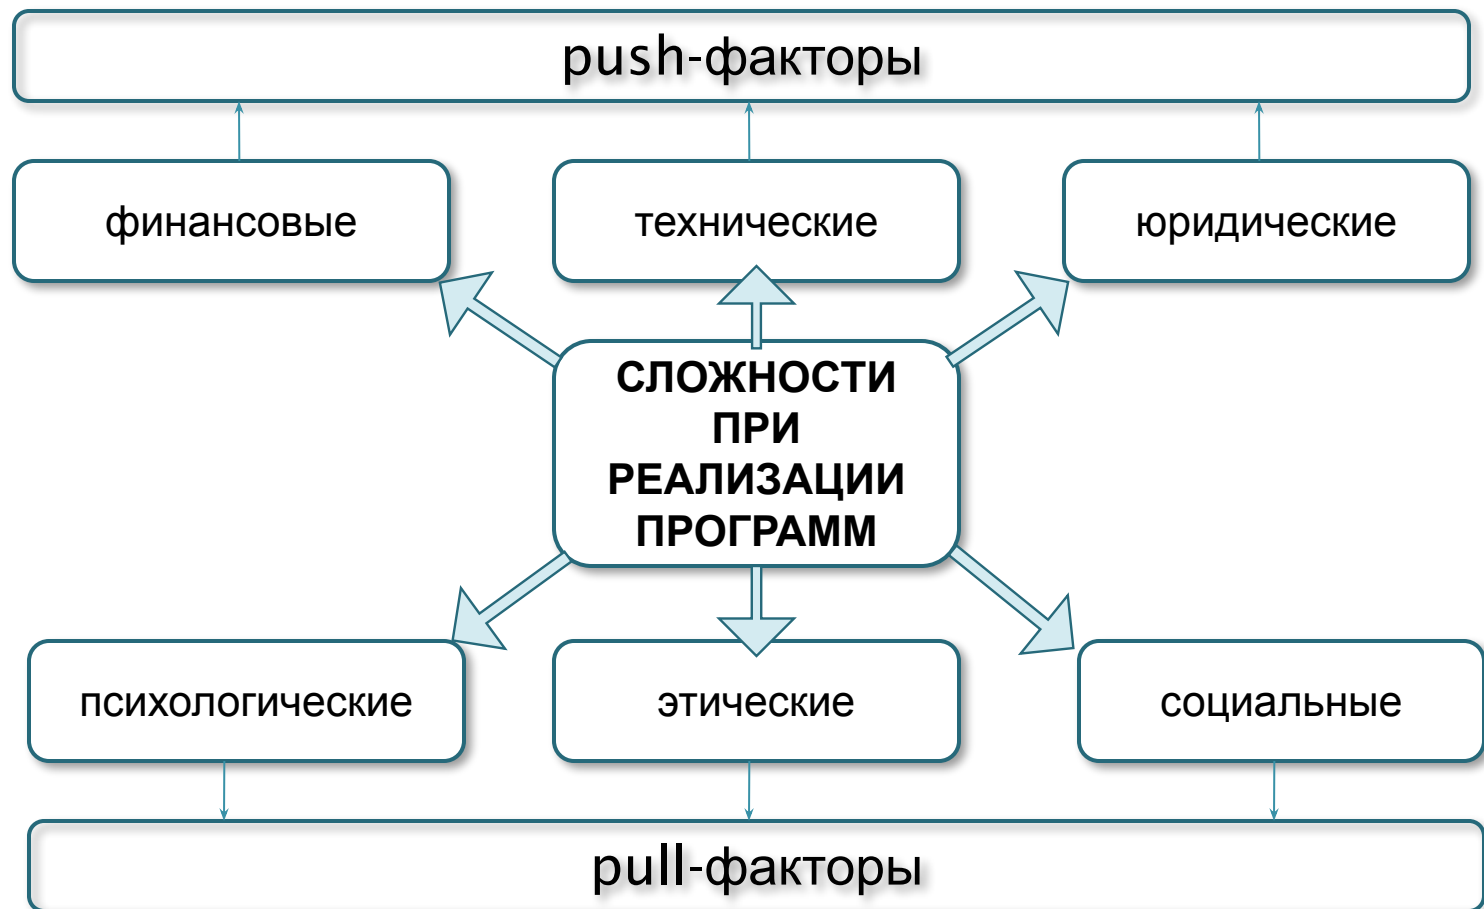 push-факторы
финансовые
технические
юридические
СЛОЖНОСТИ
ПРИ
РЕАЛИЗАЦИИ
ПРОГРАММ
психологические
этические
социальные
pull-факторы